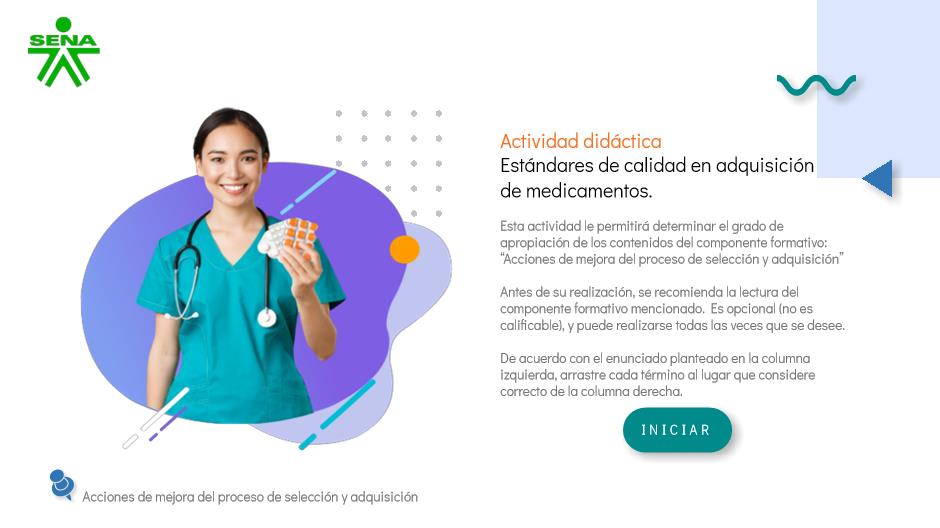 SENA
Actividad didáctica
Estándares de calidad en adquisición
de medicamentos.
Esta actividad le permitirá determinar el grado de
apropiación de los contenidos del componente formativo:
“Acciones de mejora del proceso de selección y adquisición”
Antes de su realización, se recomienda la lectura del
componente formativo mencionado. Es opcional (no es
calificable), y puede realizarse todas las veces que se desee.
De acuerdo con el enunciado planteado en la columna
izquierda, arrastre cada término al lugar que considere
correcto de la columna derecha.
INICIAR
Acciones de mejora del proceso de selección y adquisición